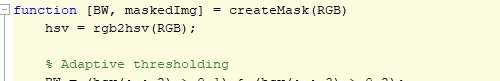 function [BW, maskedImg] = createMask(RGB)
hsv = rgb2hsv(RGB);
% Adaptive thresholding